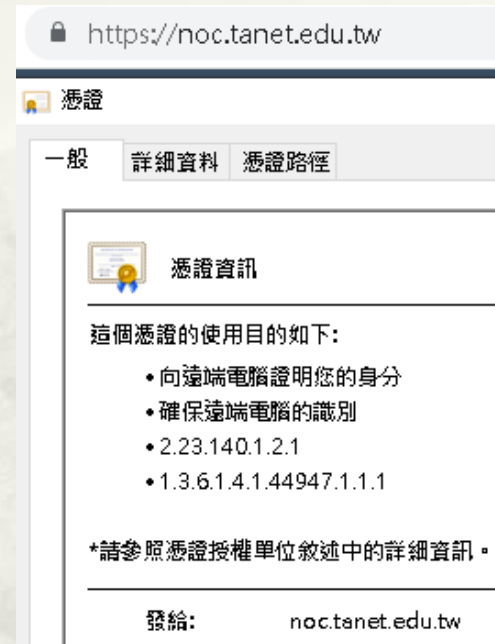 https://noc.tanet.edu.tw
憑證
一般 詳細資料 憑證路徑
憑證資訊
這個憑證的使用目的如下:
•向遠端電腦證明您的身分
•確保遠端電腦的識別
•2.23.140.1.2.1
•1.3.6.1.4.1.44947.1.1.1
*請參照憑證授權單位敘述中的詳細資訊。
發給: noc.tanet.edu.tw